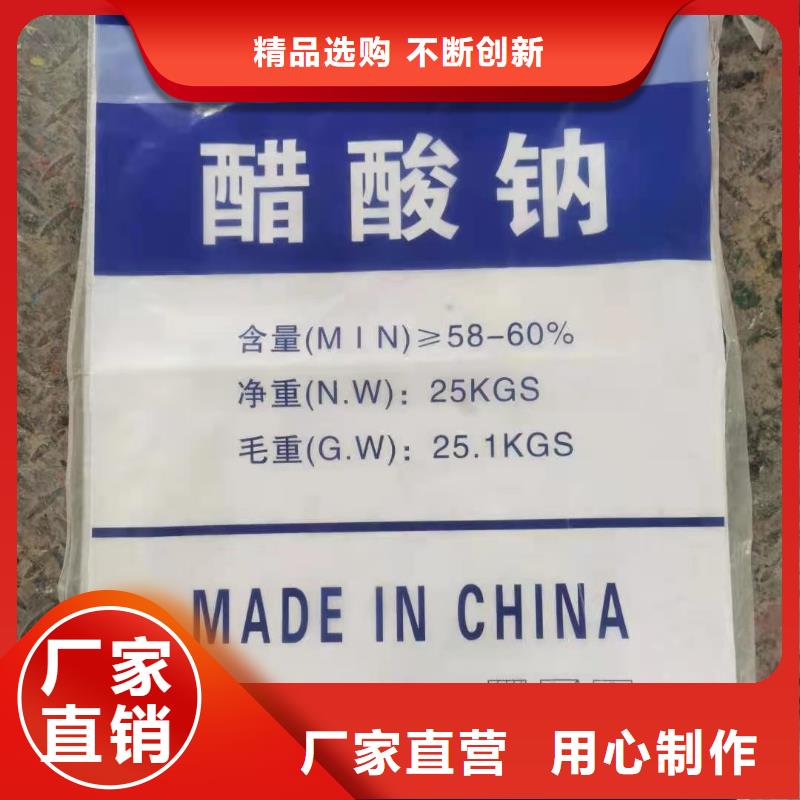 精品选购 不断创新
醋酸钠
含量(MIN)≥58-60%
净重(N.W)：25KGS
毛重(G.W)：25.1KGS
MADE IN CHINA
厂家
直销
厂家直营 用心制作